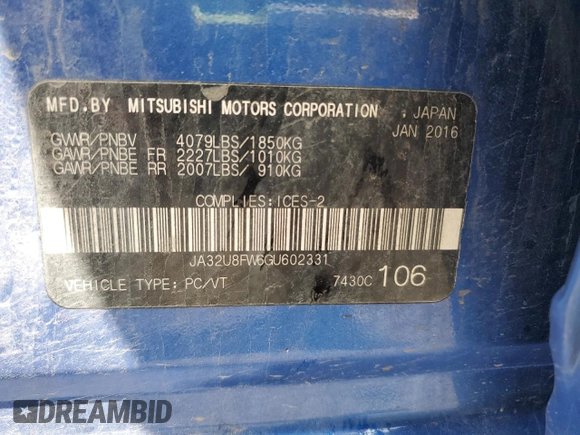 MFD.BY MITSUBISHI MOTORS CORPORATION , JAPAN
JAN 2016
GVWR/PNBV 4079LBS/1850KG
GAWR/PNBE FR 2227LBS/1010KG
GAWR/PNBE RR 2007LBS/ 910KG
COMPLIES:ICES-2
JA32U8FW6GU602331
VEHICLE TYPE: PC/VT 7430C 106
DREAMBID